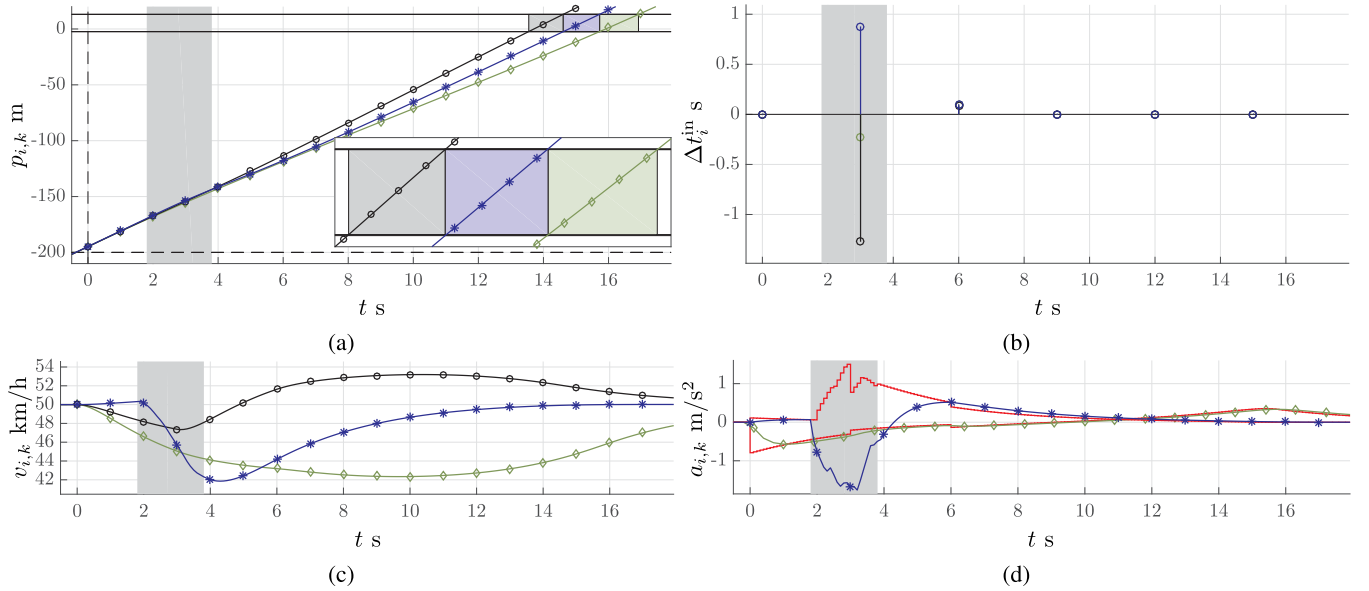 0
-50
-100
-150
-200
p_{i,k} m
0 2 4 6 8 10 12 14 16
t s
(a)
1
0.5
0
-0.5
-1
Δt_i^{in} s
0 2 4 6 8 10 12 14 16
t s
(b)
54
52
50
48
46
44
42
v_{i,k} km/h
0 2 4 6 8 10 12 14 16
t s
(c)
1
0
-1
a_{i,k} m/s²
0 2 4 6 8 10 12 14 16
t s
(d)